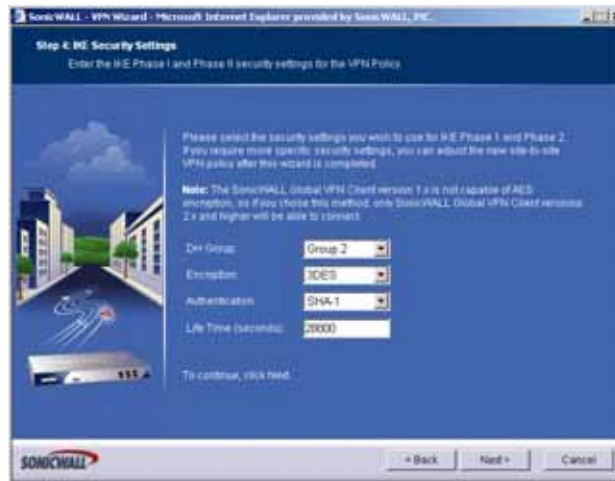 SonicWALL - VPN Wizard - Microsoft Internet Explorer provided by SonicWALL, INC.
Step 4: IKE Security Settings
Enter the IKE Phase I and Phase II security settings for the VPN Policy.
Please select the security settings you wish to use for IKE Phase 1 and Phase 2.
If you require more specific security settings, you can adjust the new site-to-site
VPN policy after this wizard is completed.
Note: The SonicWALL Global VPN Client version 1.x is not capable of AES
encryption, so if you chose this method, only SonicWALL Global VPN Client versions
2.x and higher will be able to connect.
DH Group: Group 2
Encryption: 3DES
Authentication: SHA-1
Life Time (seconds): 28800
To continue, click Next.
SONICWALL
< Back Next > Cancel